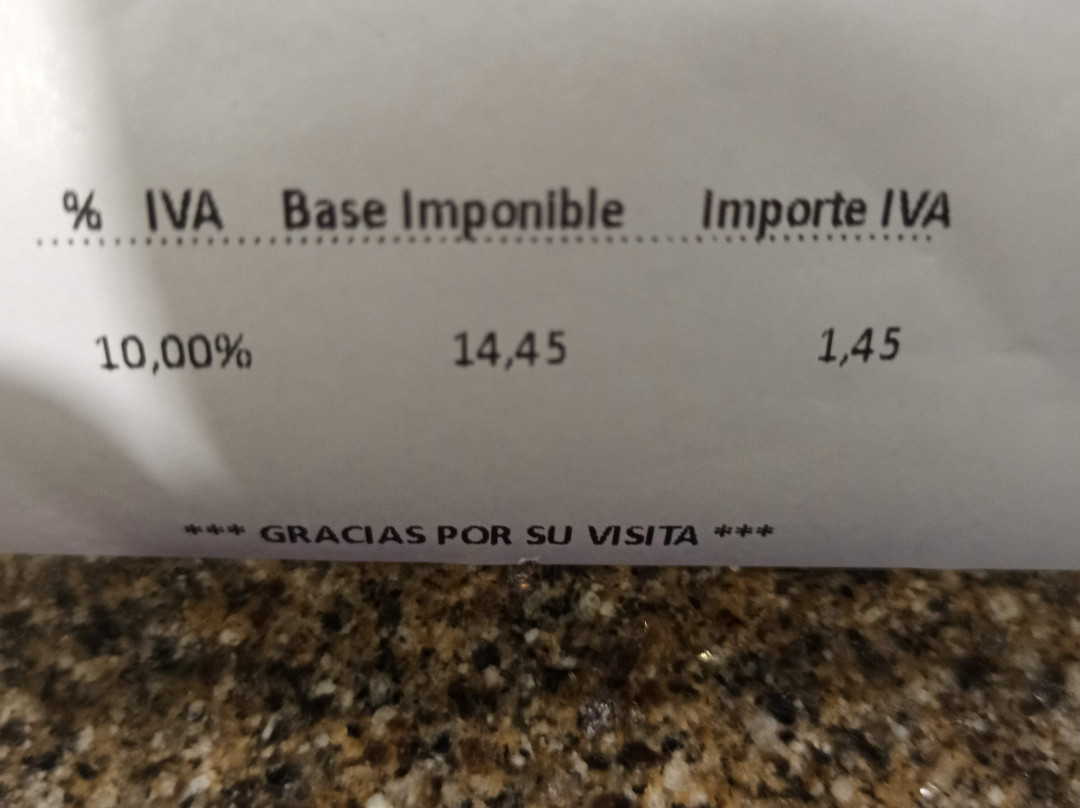 % IVA Base Imponible Importe IVA
10,00% 14,45 1,45
*** GRACIAS POR SU VISITA ***